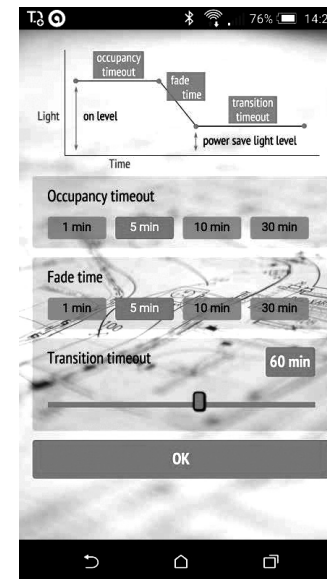 76% 14:2
occupancy
timeout
fade
time
transition
timeout
Light
on level
power save light level
Time
Occupancy timeout
1 min 5 min 10 min 30 min
Fade time
1 min 5 min 10 min 30 min
Transition timeout
60 min
OK